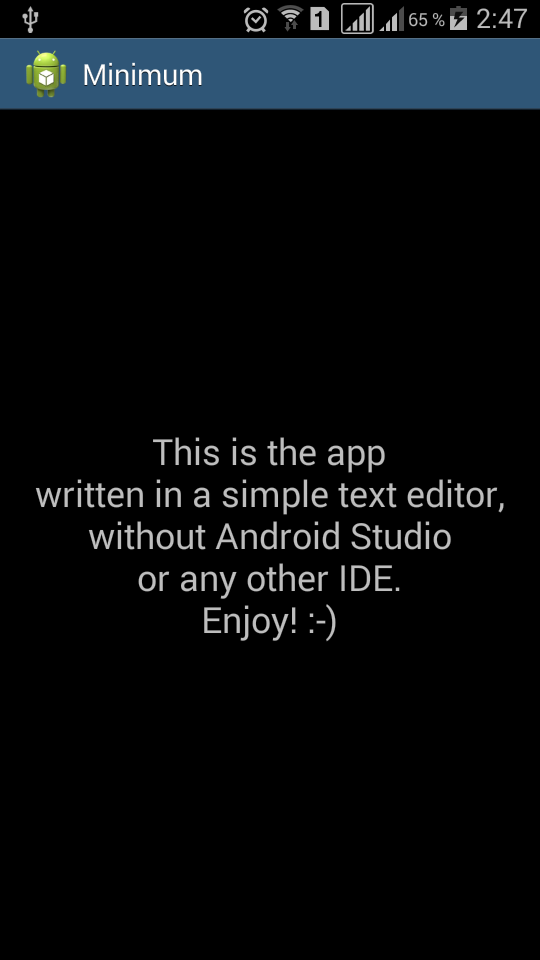 1 65 % 2:47
Minimum
This is the app
written in a simple text editor,
without Android Studio
or any other IDE.
Enjoy! :-)